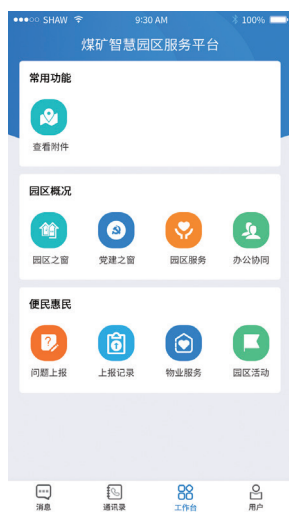 SHAW 9:30 AM 100%
煤矿智慧园区服务平台
常用功能
查看附件
园区概况
园区之窗 党建之窗 园区服务 办公协同
便民惠民
问题上报 上报记录 物业服务 园区活动
消息 通讯录 工作台 用户